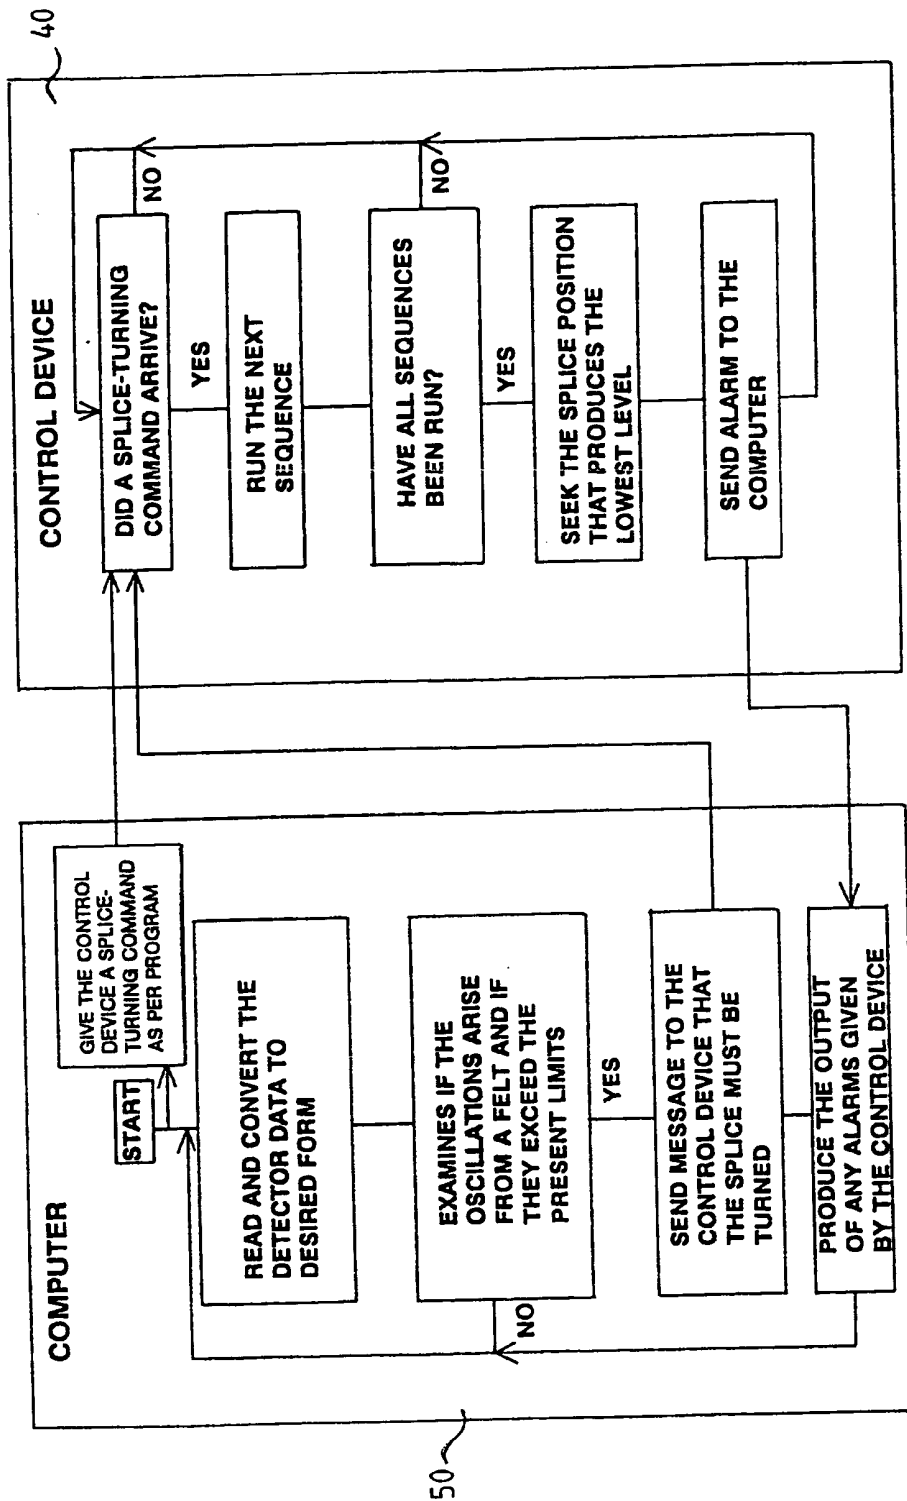 50
COMPUTER
START
GIVE THE CONTROL
DEVICE A SPLICE-
TURNING COMMAND
AS PER PROGRAM
READ AND CONVERT THE
DETECTOR DATA TO
DESIRED FORM
EXAMINES IF THE
OSCILLATIONS ARISE
FROM A FELT AND IF
THEY EXCEED THE
PRESENT LIMITS
NO
YES
SEND MESSAGE TO THE
CONTROL DEVICE THAT
THE SPLICE MUST BE
TURNED
PRODUCE THE OUTPUT
OF ANY ALARMS GIVEN
BY THE CONTROL DEVICE
40
CONTROL DEVICE
DID A SPLICE-TURNING
COMMAND ARRIVE?
NO
YES
RUN THE NEXT
SEQUENCE
HAVE ALL SEQUENCES
BEEN RUN?
NO
YES
SEEK THE SPLICE POSITION
THAT PRODUCES THE
LOWEST LEVEL
SEND ALARM TO THE
COMPUTER